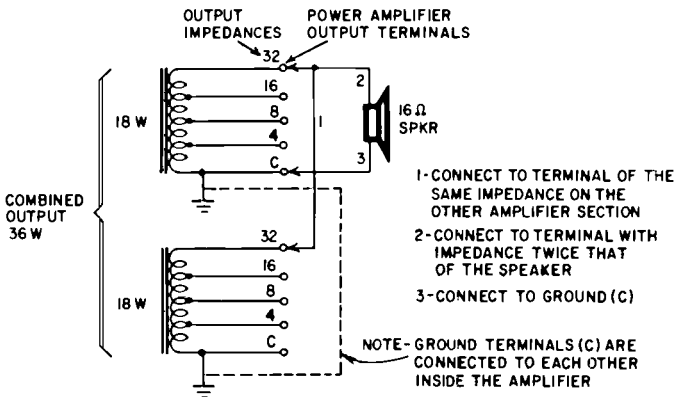 OUTPUT
IMPEDANCES
POWER AMPLIFIER
OUTPUT TERMINALS
32
16
8
4
C
18 W
1
2
3
16Ω
SPKR
COMBINED
OUTPUT
36 W
32
16
8
4
C
18 W
1-CONNECT TO TERMINAL OF THE
SAME IMPEDANCE ON THE
OTHER AMPLIFIER SECTION
2-CONNECT TO TERMINAL WITH
IMPEDANCE TWICE THAT
OF THE SPEAKER
3-CONNECT TO GROUND (C)
NOTE- GROUND TERMINALS (C) ARE
CONNECTED TO EACH OTHER
INSIDE THE AMPLIFIER